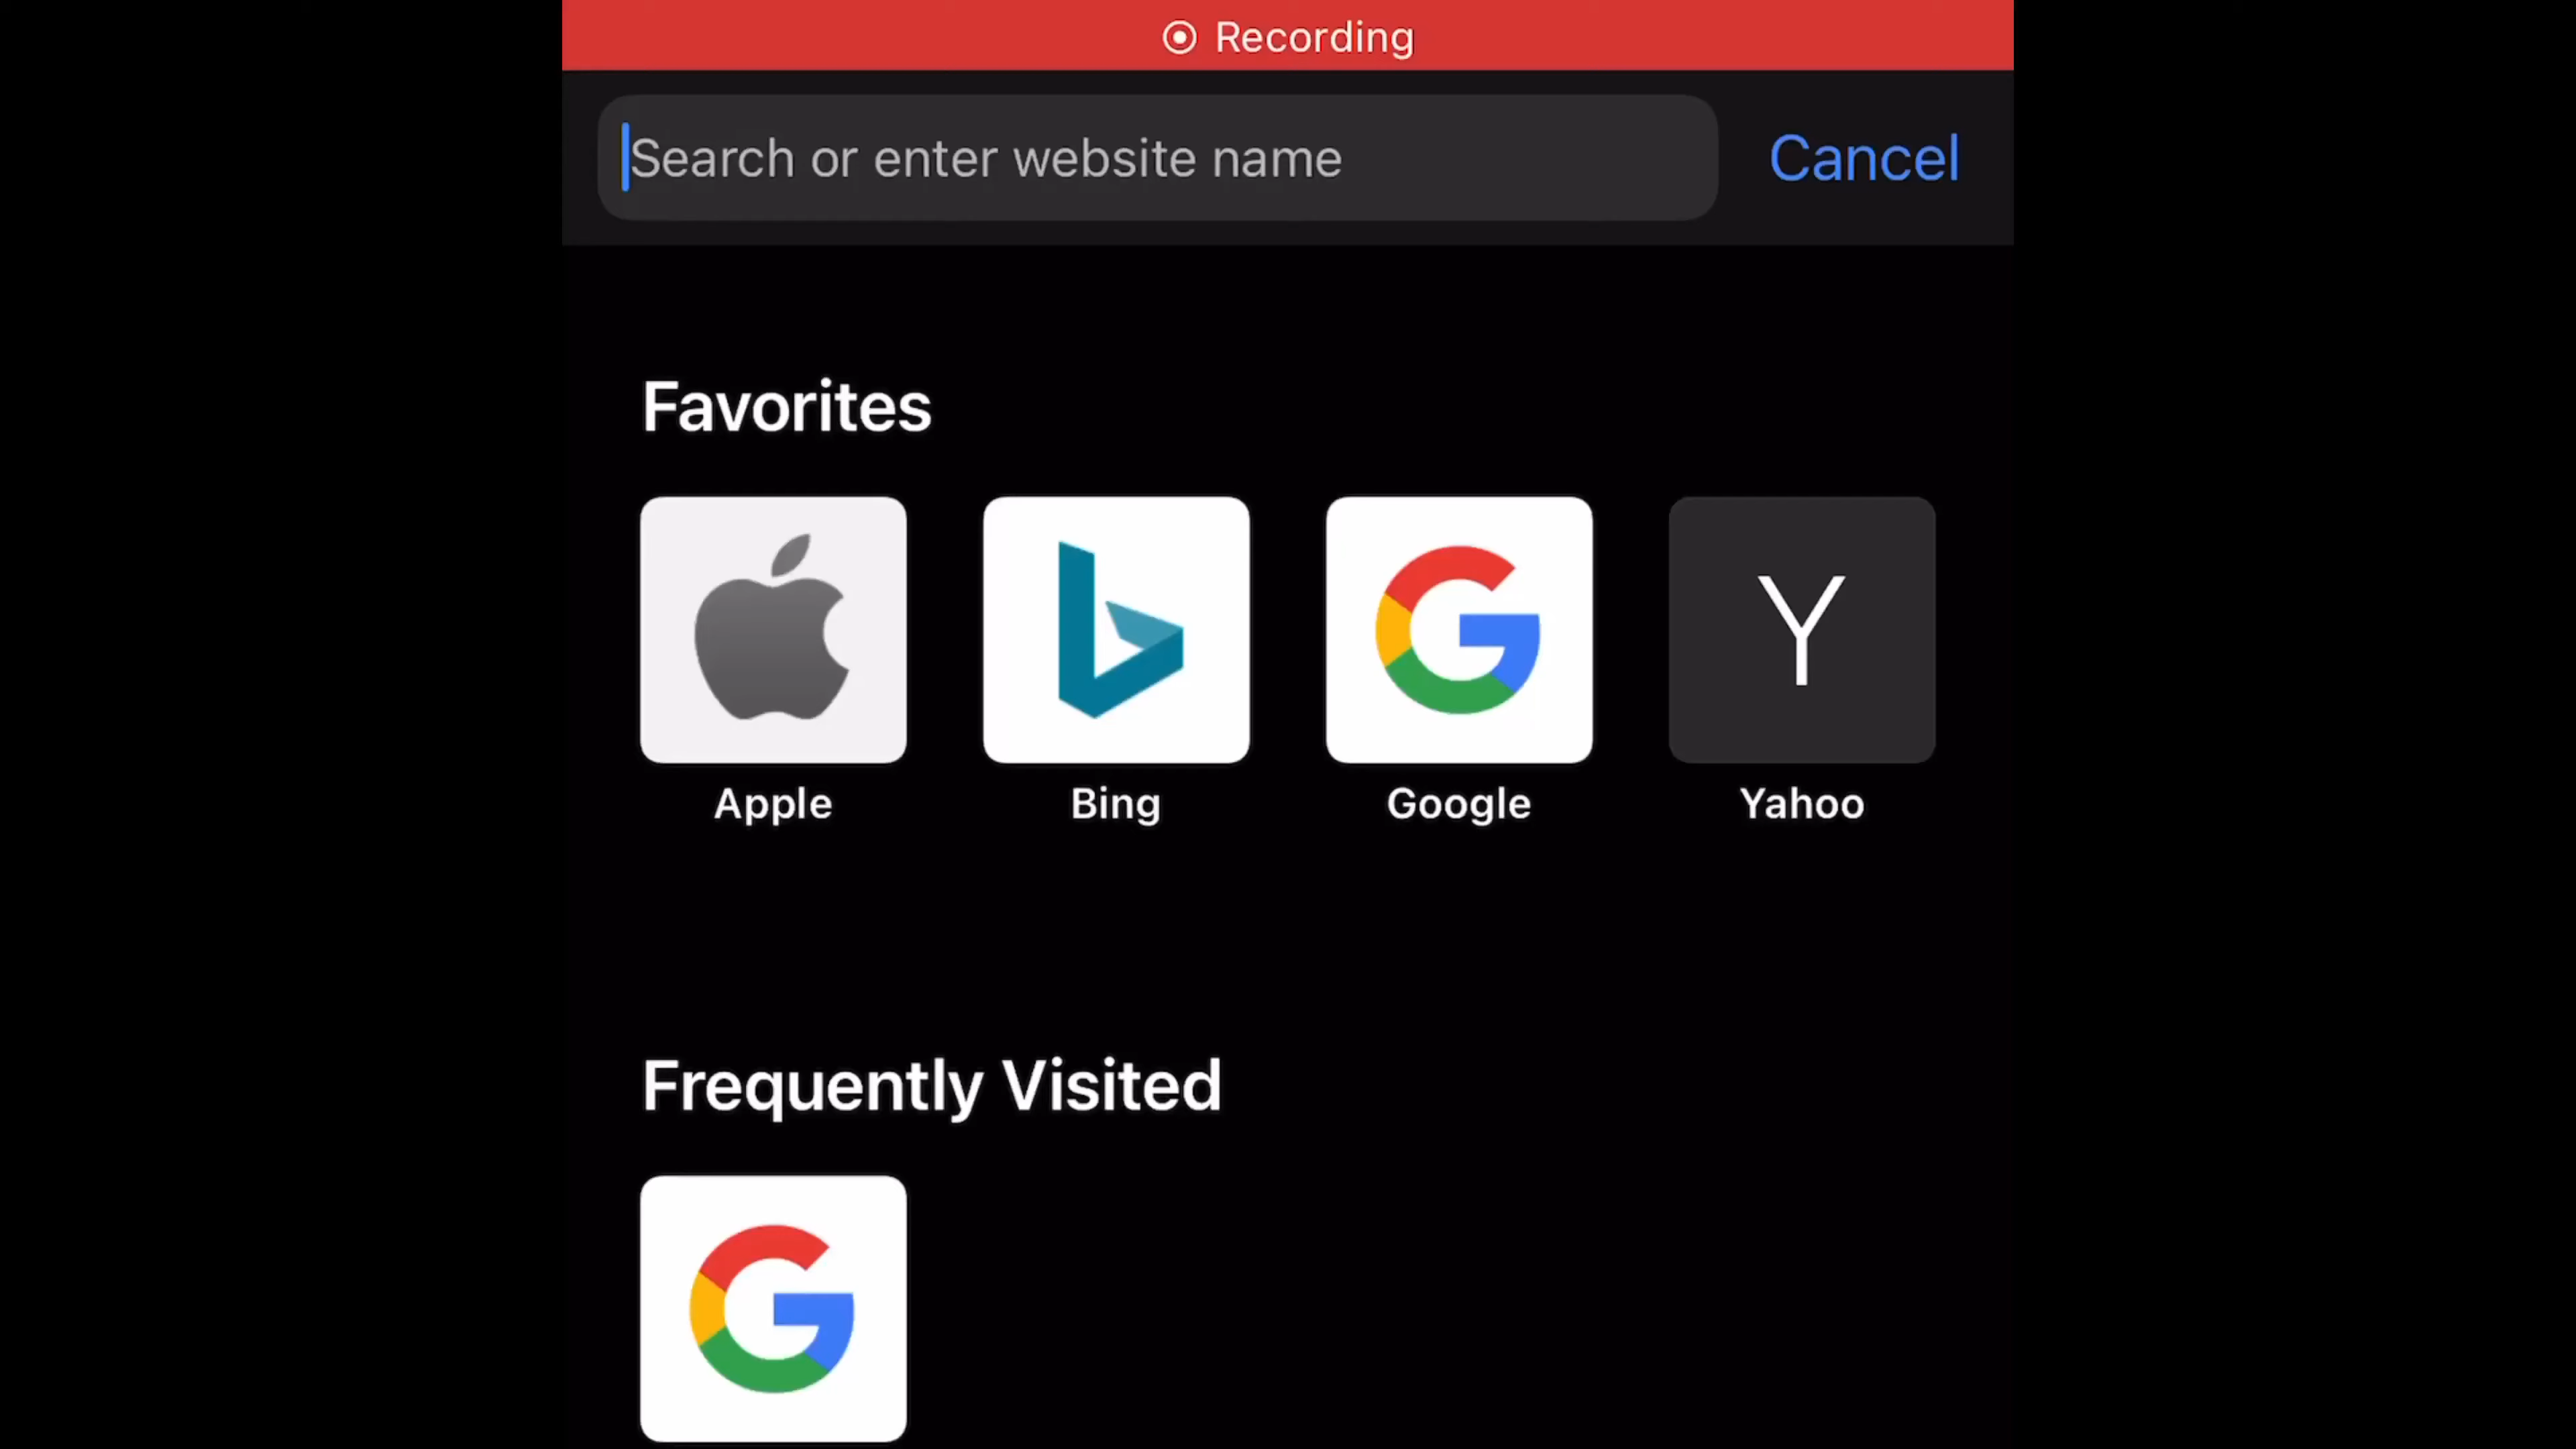 Recording
Search or enter website name
Cancel
Favorites
Y
Apple
Bing
Google
Yahoo
Frequently Visited